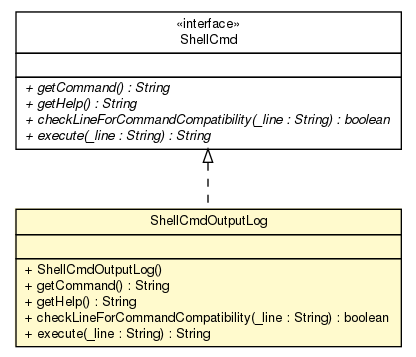 «interface»
ShellCmd
+ getCommand() : String
+ getHelp() : String
+ checkLineForCommandCompatibility(_line : String) : boolean
+ execute(_line : String) : String
ShellCmdOutputLog
+ ShellCmdOutputLog()
+ getCommand() : String
+ getHelp() : String
+ checkLineForCommandCompatibility(_line : String) : boolean
+ execute(_line : String) : String